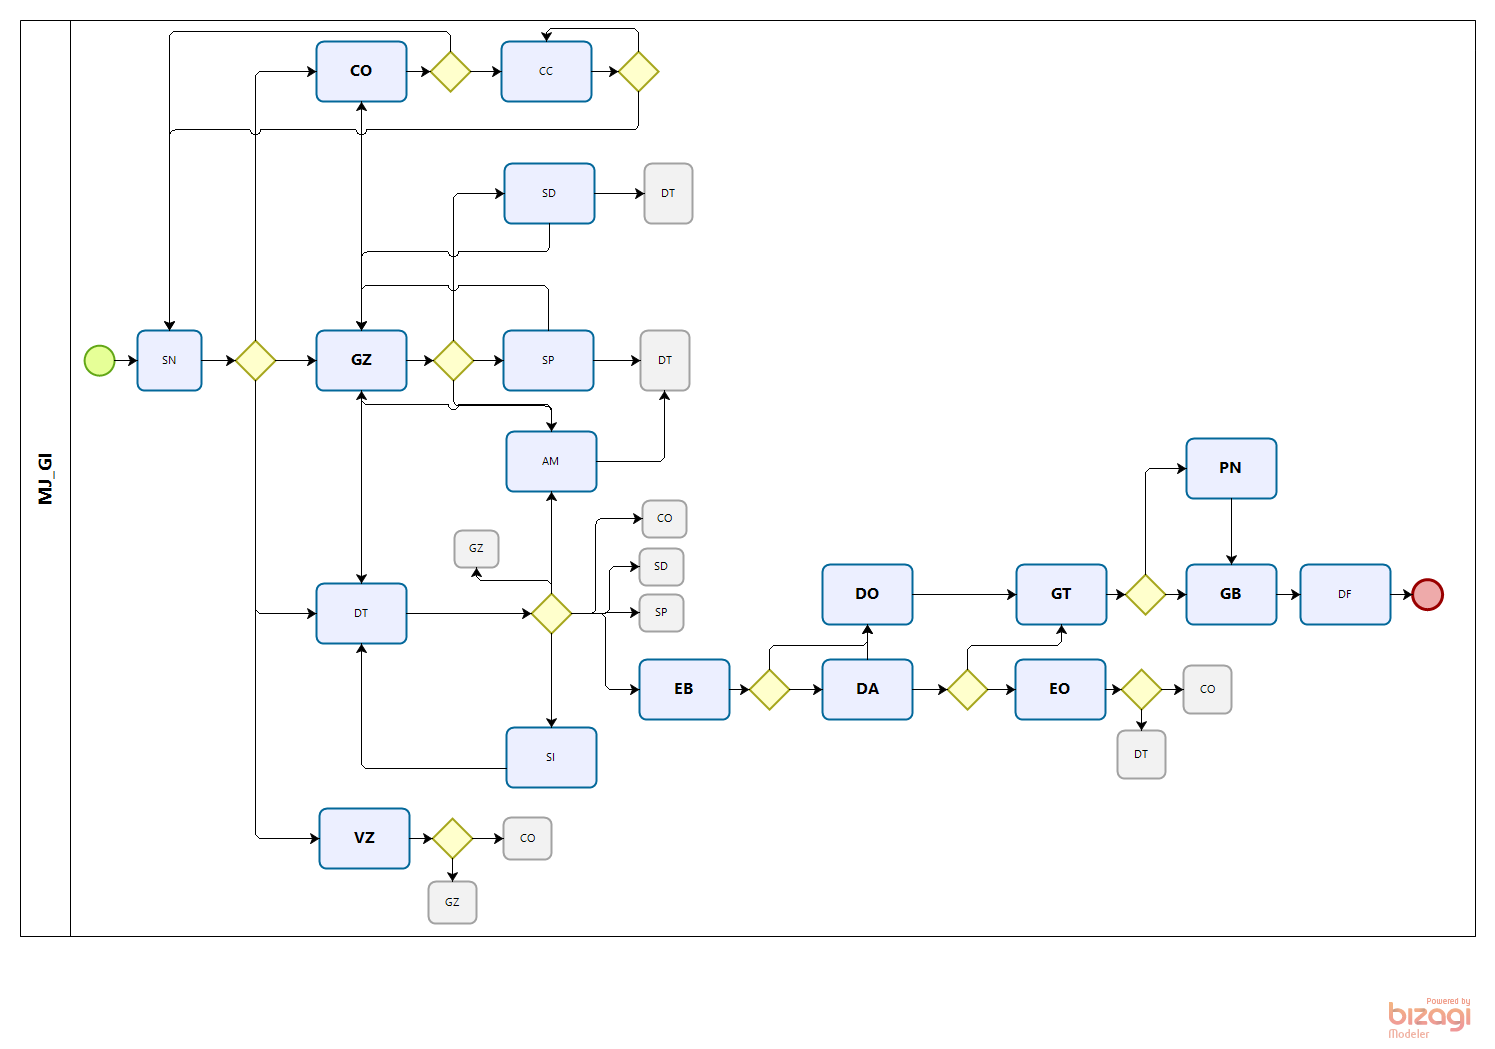 MJ_GI
CO
CC
SD
DT
SN
GZ
SP
DT
AM
CO
GZ
SD
SP
DT
PN
DO
GT
GB
DF
EB
DA
EO
CO
DT
SI
VZ
CO
GZ
Powered by
bizagi
Modeler